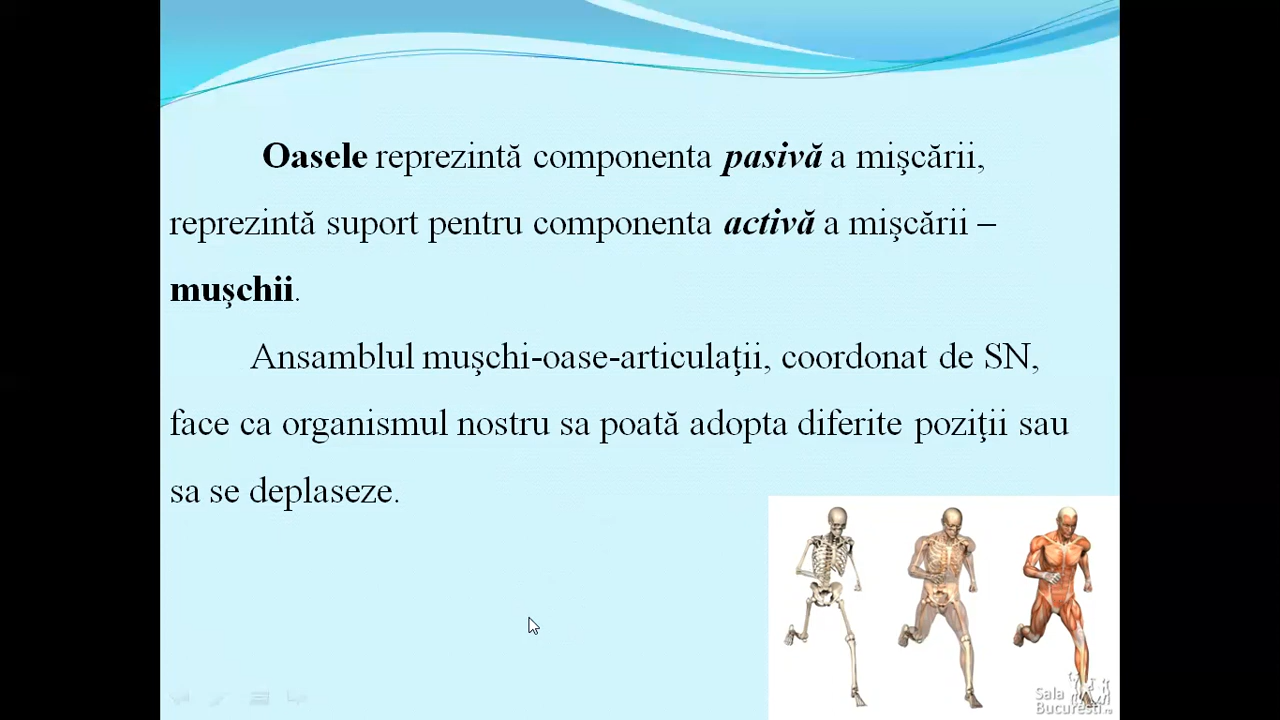 Oasele reprezintă componenta pasivă a mişcării,
reprezintă suport pentru componenta activă a mişcării –
muşchii.
Ansamblul muşchi-oase-articulaţii, coordonat de SN,
face ca organismul nostru sa poată adopta diferite poziţii sau
sa se deplaseze.
Sala
Bucuresti.ro